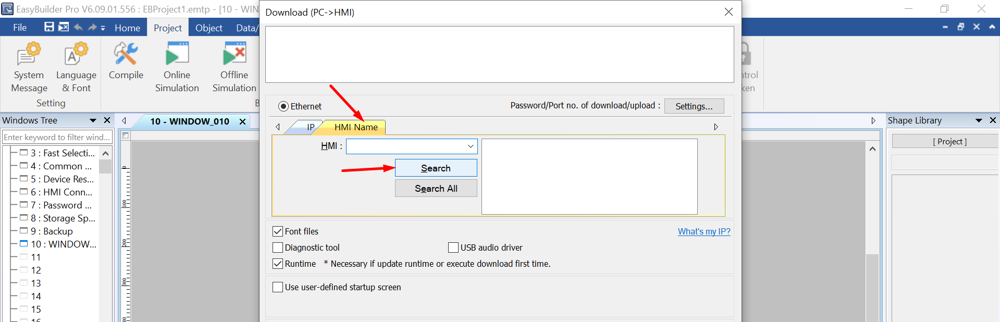 EasyBuilder Pro V6.09.01.556 : EBProject1.emtp - [10 - WIN
Download (PC->HMI)
File
Home
Project
Object
Data/
System
Message
Language
& Font
Compile
Online
Simulation
Offline
Simulation
Setting
B
ntrol
ken
Ethernet
Password/Port no. of download/upload :
Settings...
Windows Tree
10 - WINDOW_010
IP
HMI Name
Shape Library
Enter keyword to filter wind...
HMI :
[ Project ]
Search
Search All
3 : Fast Selecti...
4 : Common ...
5 : Device Res...
6 : HMI Conn...
7 : Password ...
8 : Storage Sp...
9 : Backup
10 : WINDOW...
11
12
13
14
15
16
0
100
200
300
Font files
What's my IP?
Diagnostic tool
USB audio driver
Runtime
* Necessary if update runtime or execute download first time.
Use user-defined startup screen